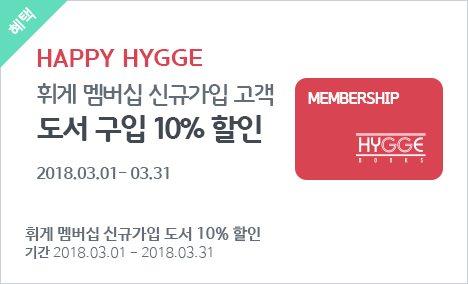 혜택
HAPPY HYGGE
휘게 멤버십 신규가입 고객
도서 구입 10% 할인
2018.03.01- 03.31
MEMBERSHIP
HYGGE
BOOKS
휘게 멤버십 신규가입 도서 10% 할인
기간 2018.03.01 - 2018.03.31